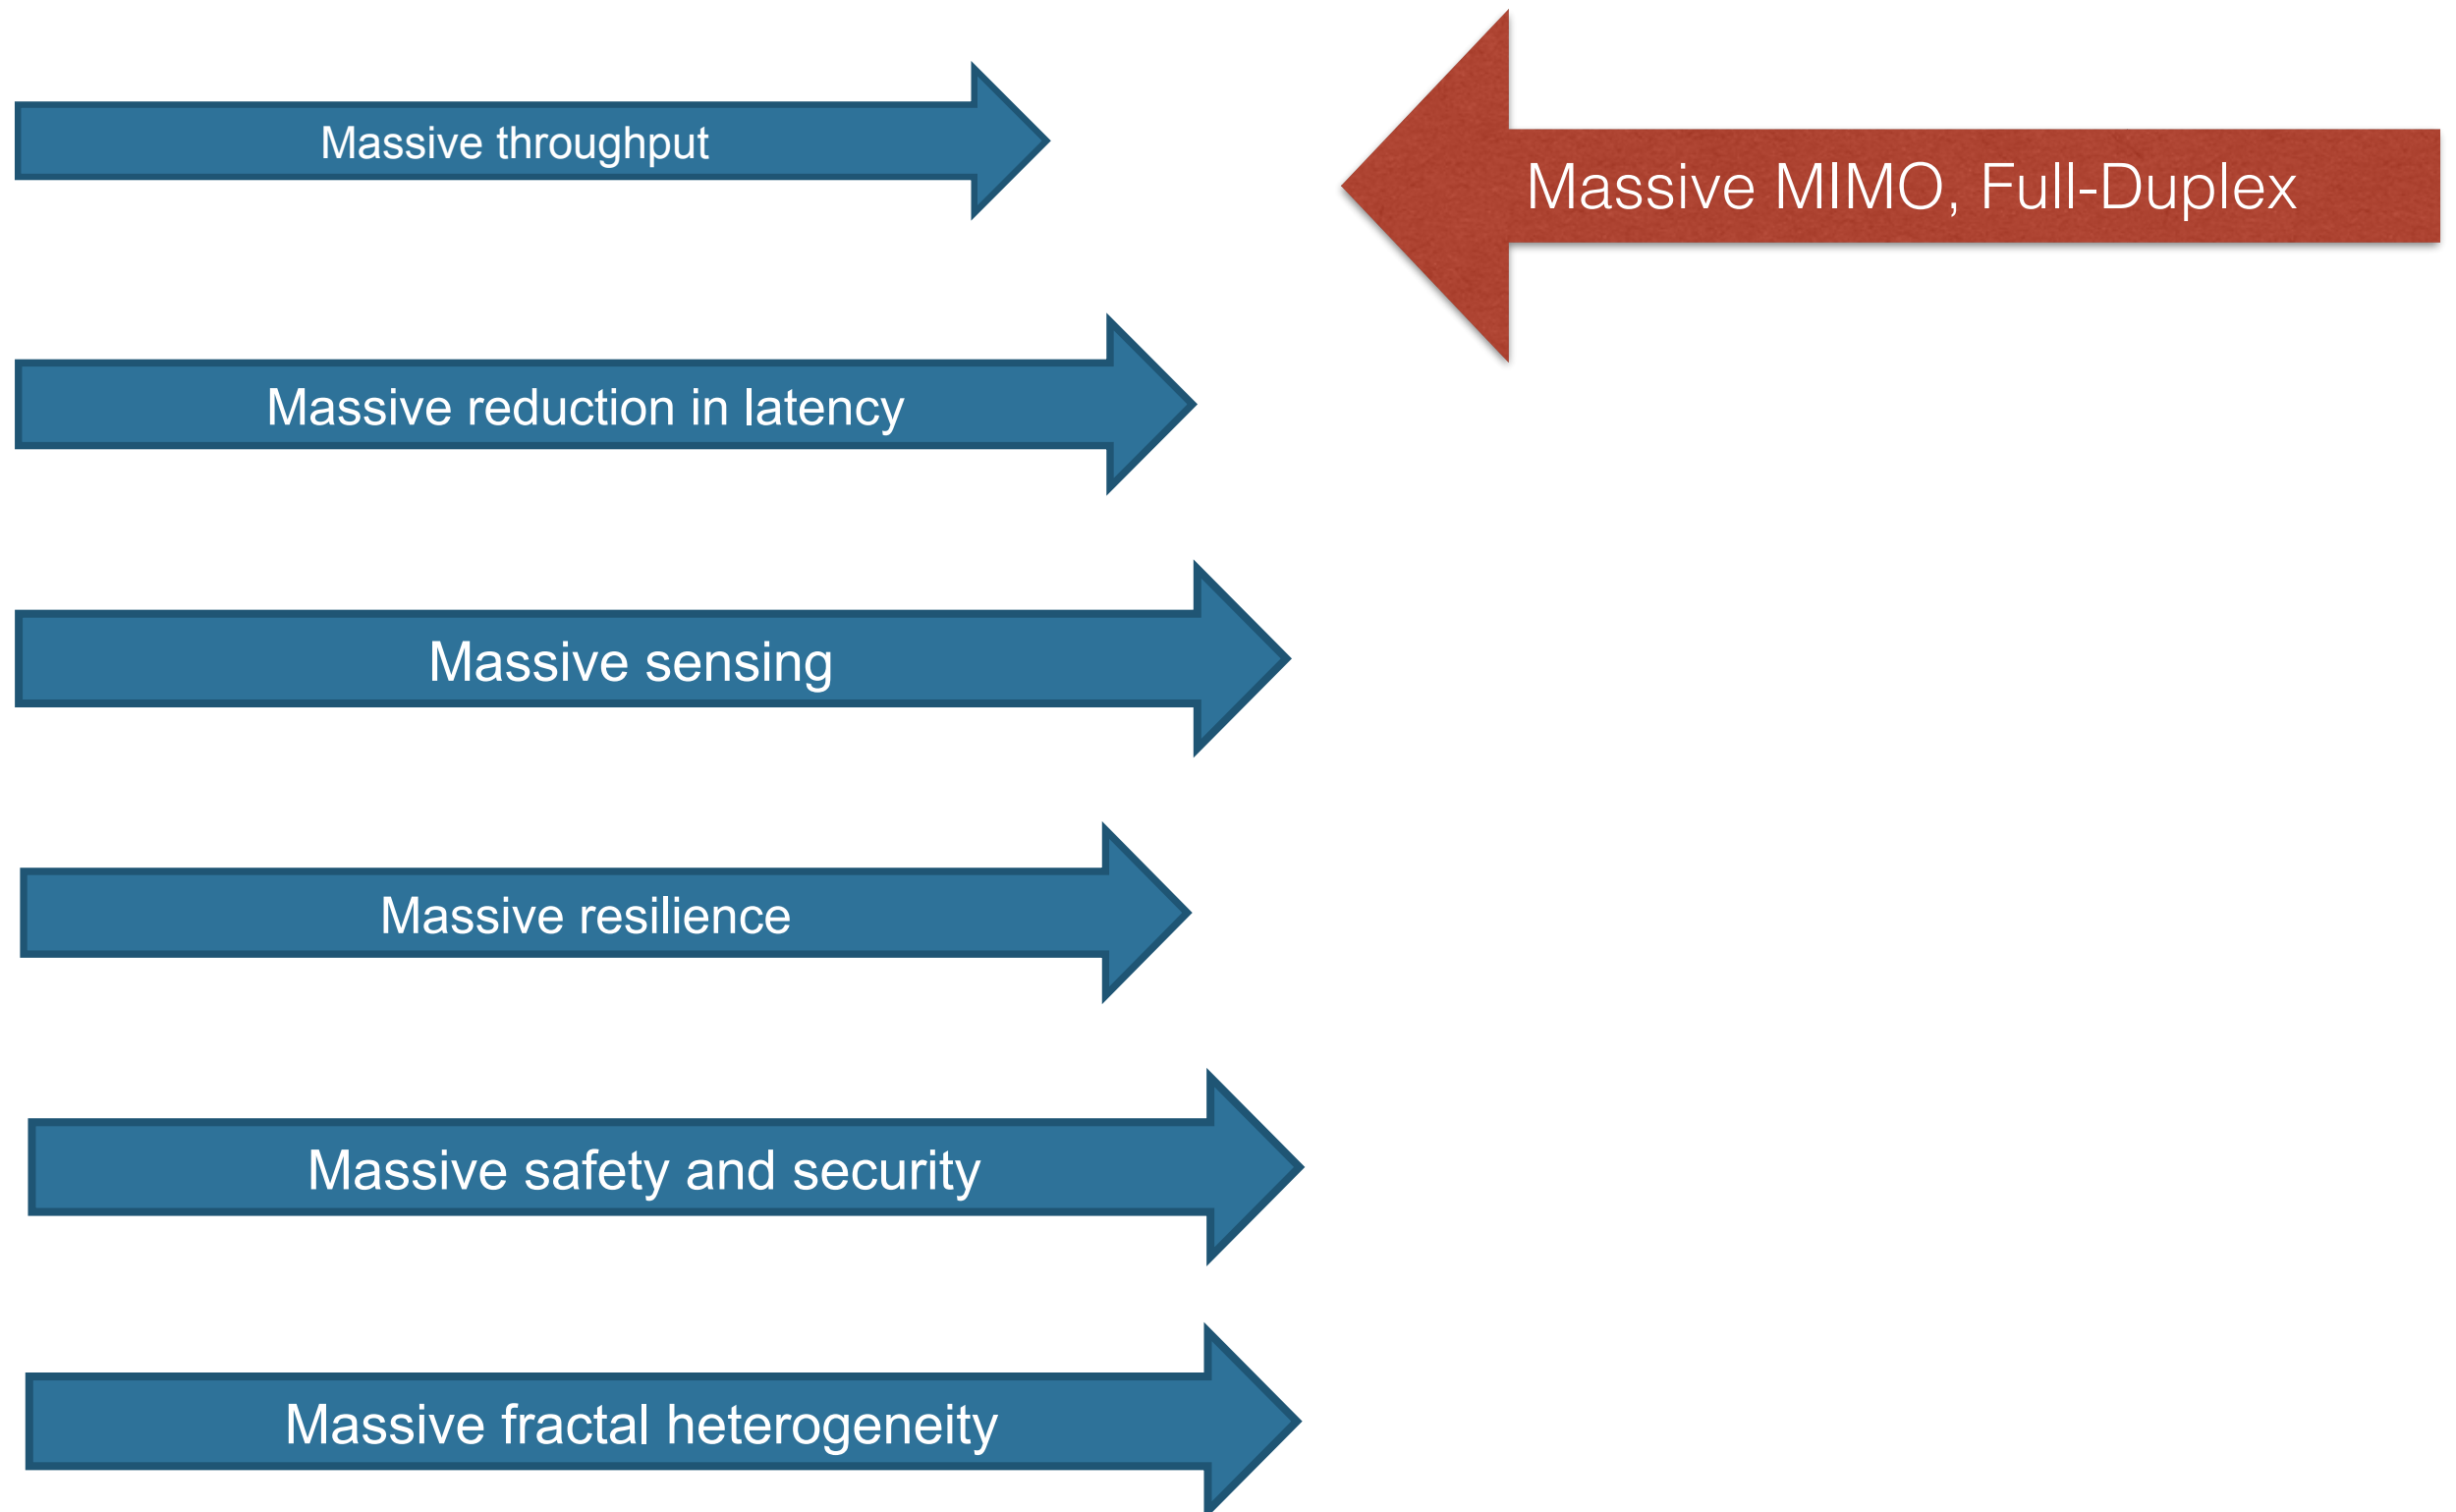 Massive throughput
Massive MIMO, Full-Duplex
Massive reduction in latency
Massive sensing
Massive resilience
Massive safety and security
Massive fractal heterogeneity